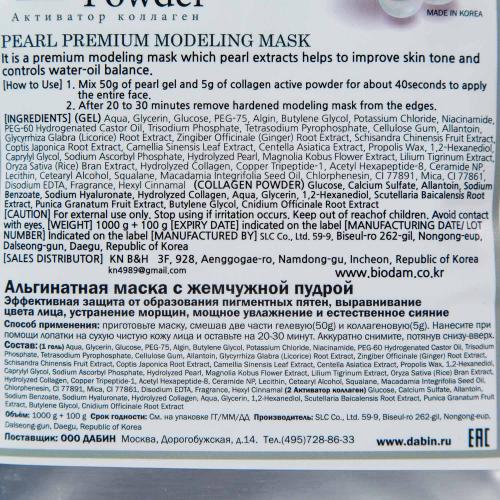 Powder
Активатор коллаген
MADE IN KOREA
PEARL PREMIUM MODELING MASK
It is a premium modeling mask which pearl extracts helps to improve skin tone and
controls water-oil balance.
[How to Use] 1. Mix 50g of pearl gel and 5g of collagen active powder for about 40seconds to apply
the entire face.
2. After 20 to 30 minutes remove hardened modeling mask from the edges.
[INGREDIENTS] (GEL) Aqua, Glycerin, Glucose, PEG-75, Algin, Butylene Glycol, Potassium Chloride, Niacinamide,
PEG-60 Hydrogenated Castor Oil, Trisodium Phosphate, Tetrasodium Pyrophosphate, Cellulose Gum, Allantoin,
Glycyrrhiza Glabra (Licorice) Root Extract, Zingiber Officinale (Ginger) Root Extract, Schisandra Chinensis Fruit Extract,
Coptis Japonica Root Extract, Camellia Sinensis Leaf Extract, Centella Asiatica Extract, Propolis Wax, 1,2-Hexanediol,
Caprylyl Glycol, Sodium Ascorbyl Phosphate, Hydrolyzed Pearl, Magnolia Kobus Flower Extract, Lilium Tigrinum Extract,
Oryza Sativa (Rice) Bran Extract, Hydrolyzed Collagen, Copper Tripeptide-1, Acetyl Hexapeptide-8, Ceramide NP,
Lecithin, Cetearyl Alcohol, Squalane, Macadamia Integrifolia Seed Oil, Chlorphenesin, CI 77891, Mica, CI 77861,
Disodium EDTA, Fragrance, Hexyl Cinnamal (COLLAGEN POWDER) Glucose, Calcium Sulfate, Allantoin, Sodium
Benzoate, Sodium Hyaluronate, Hydrolyzed Collagen, Aqua, Glycerin, 1,2-Hexanediol, Scutellaria Baicalensis Root
Extract, Punica Granatum Fruit Extract, Butylene Glycol, Cnidium Officinale Root Extract
[CAUTION] For external use only. Stop using if irritation occurs. Keep out of reachof children. Avoid contact
with eyes. [WEIGHT] 1000 g + 100 g [EXPIRY DATE] indicated on the label [MANUFACTURING DATE/ LOT
NUMBER] Indicated on the label [MANUFACTURED BY] SLC Co., Ltd. 59-9, Biseul-ro 262-gil, Nongong-eup,
Dalseong-gun, Daegu, Republic of Korea
[SALES DISTRIBUTOR] KN B&H 3F, 928, Aenggogae-ro, Namdong-gu, Incheon, Republic of Korea
kn4989@gmail.com www.biodam.co.kr
Альгинатная маска с жемчужной пудрой
Эффективная защита от образования пигментных пятен, выравнивание
цвета лица, устранение морщин, мощное увлажнение и естественное сияние
Способ применения: приготовьте маску, смешав две части гелевую(50g) и коллагеновую(5g). Нанесите при
помощи лопатки на сухую чистую кожу лица и оставьте на 20-30 минут. Аккуратно снимите, потянув снизу-вверх.
Состав: (1 гель) Aqua, Glycerin, Glucose, PEG-75, Algin, Butylene Glycol, Potassium Chloride, Niacinamide, PEG-60 Hydrogenated Castor Oil, Trisodium
Phosphate, Tetrasodium Pyrophosphate, Cellulose Gum, Allantoin, Glycyrrhiza Glabra (Licorice) Root Extract, Zingiber Officinale (Ginger) Root Extract,
Schisandra Chinensis Fruit Extract, Coptis Japonica Root Extract, Camellia Sinensis Leaf Extract, Centella Asiatica Extract, Propolis Wax, 1,2-Hexanediol,
Caprylyl Glycol, Sodium Ascorbyl Phosphate, Hydrolyzed Pearl, Magnolia Kobus Flower Extract, Lilium Tigrinum Extract, Oryza Sativa (Rice) Bran Extract,
Hydrolyzed Collagen, Copper Tripeptide-1, Acetyl Hexapeptide-8, Ceramide NP, Lecithin, Cetearyl Alcohol, Squalane, Macadamia Integrifolia Seed Oil,
Chlorphenesin, CI 77891, Mica, CI 77861, Disodium EDTA, Fragrance, Hexyl Cinnamal (2 Активатор коллаген) Glucose, Calcium Sulfate, Allantoin,
Sodium Benzoate, Sodium Hyaluronate, Hydrolyzed Collagen, Aqua, Glycerin, 1,2-Hexanediol, Scutellaria Baicalensis Root Extract, Punica Granatum Fruit
Extract, Butylene Glycol, Cnidium Officinale Root Extract
Объём: 1000 g + 100 g Срок годности: См. на упаковке ГГ/ММ/ДД Производитель: SLC Co., Ltd. 59-9, Biseul-ro 262-gil, Nongong-eup,
Dalseong-gun, Daegu, Republic of Korea
Поставщик: ООО ДАБИН Москва, Дорогобужская, д.14. Тел.(495)728-86-33 www.dabin.ru EAC